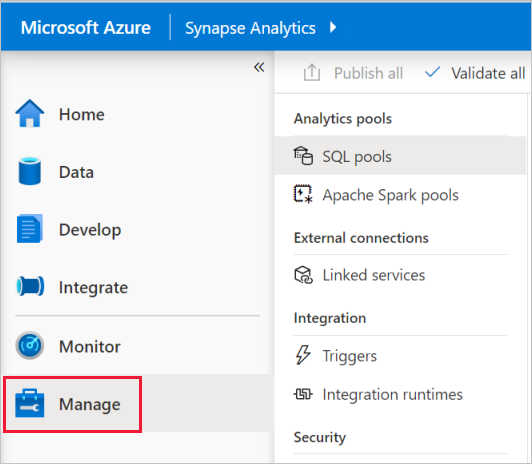 Microsoft Azure
Synapse Analytics
Publish all
Validate all
Home
Data
Develop
Integrate
Monitor
Manage
Analytics pools
SQL pools
Apache Spark pools
External connections
Linked services
Integration
Triggers
Integration runtimes
Security